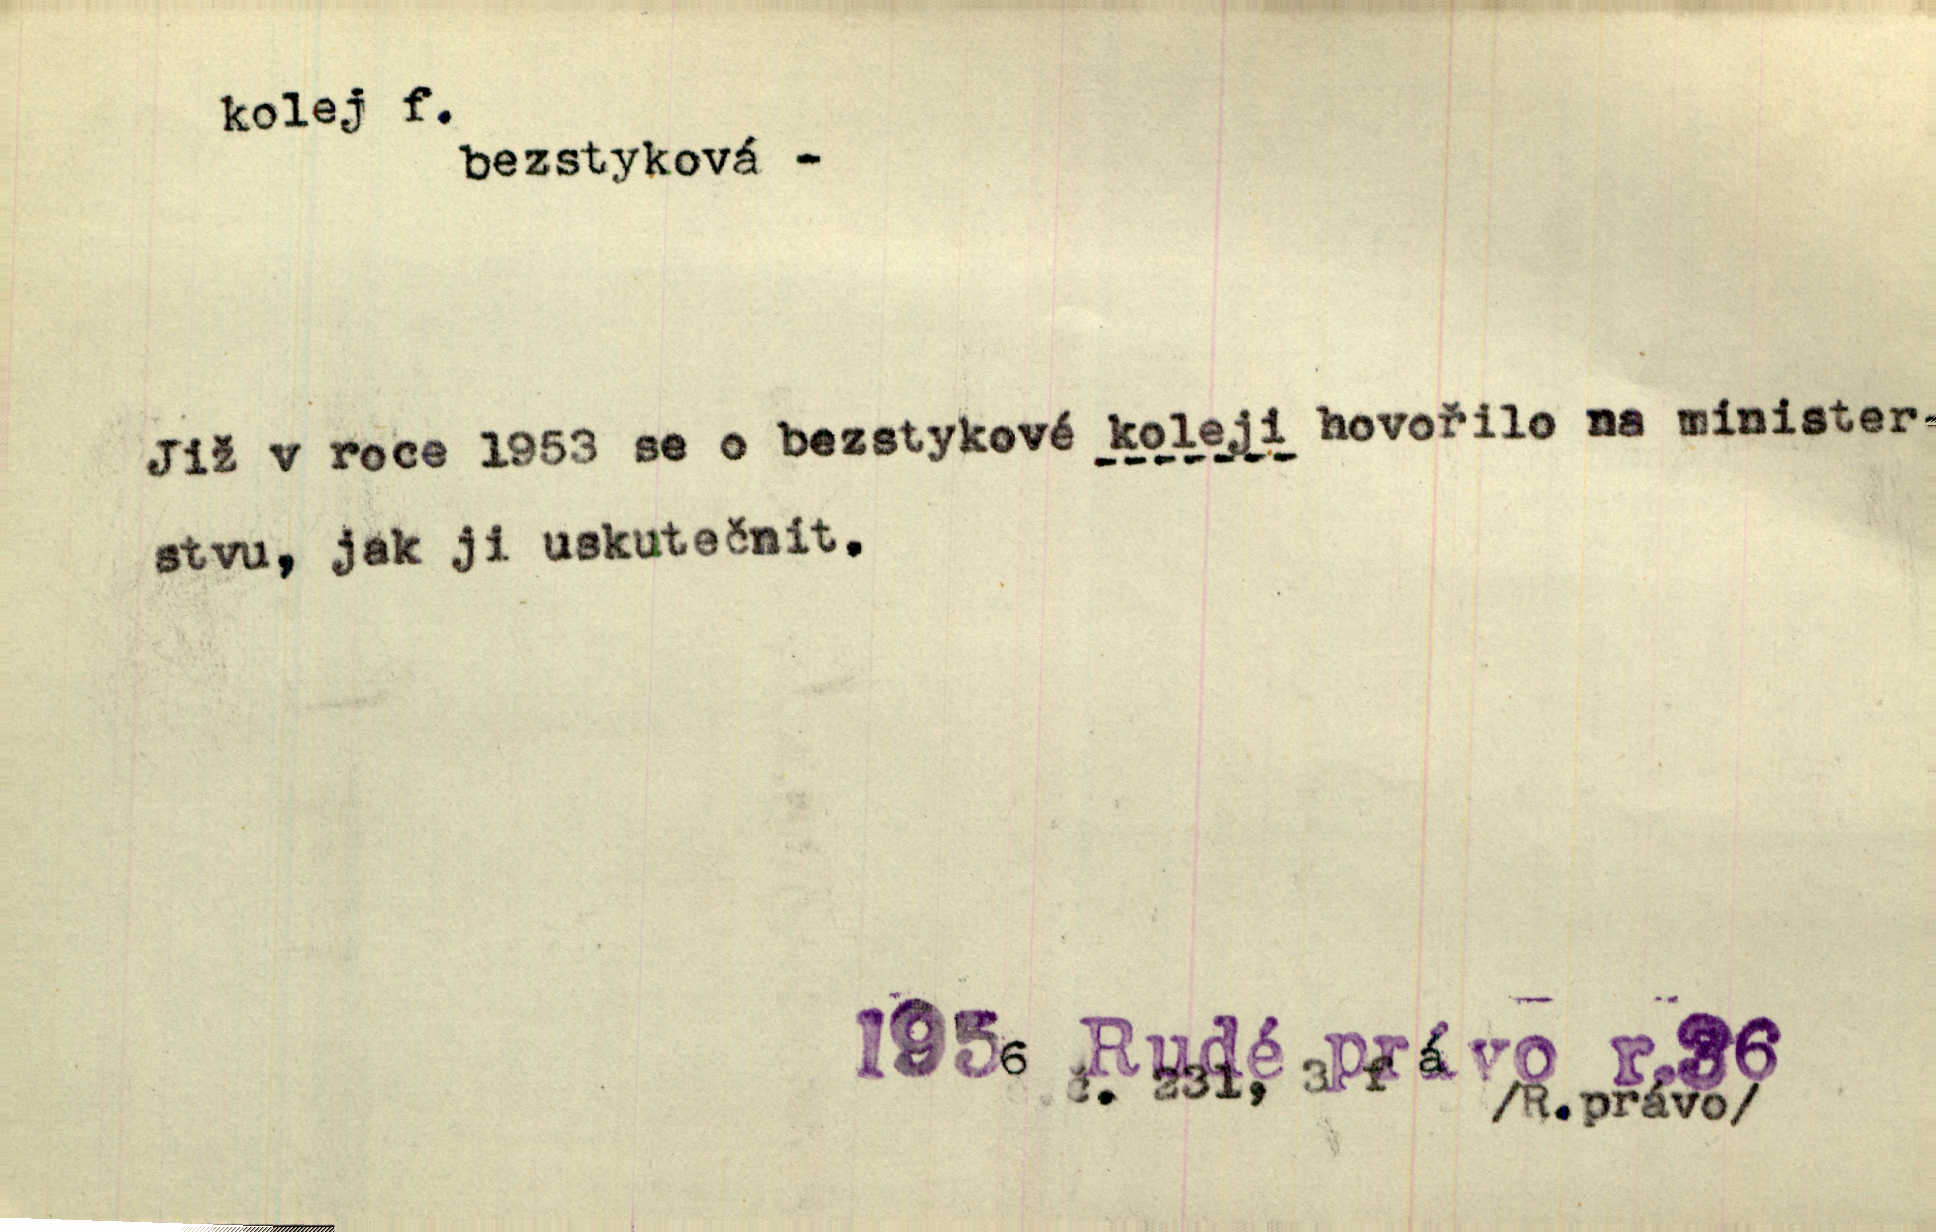 kolej f.
bezstyková -
Již v roce 1953 se o bezstykové koleji hovořilo na minister-
stvu, jak ji uskutečnit.
1956 Rudé právo r.36
č. 231, 3 f á
/R.právo/